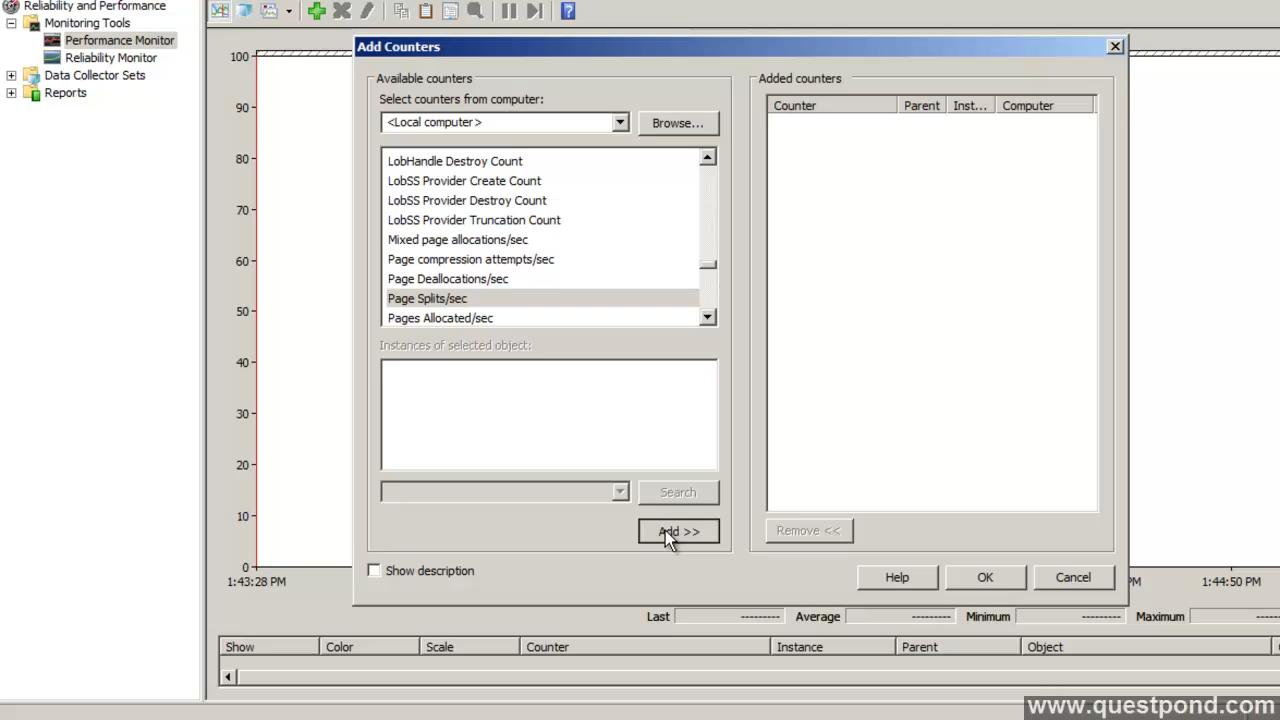 Reliability and Performance
Monitoring Tools
Performance Monitor
Reliability Monitor
Data Collector Sets
Reports
100
90
80
70
60
50
40
30
20
10
0
1:43:28 PM
PM
1:44:50 PM
Add Counters
Available counters
Select counters from computer:
<Local computer>
Browse...
LobHandle Destroy Count
LobSS Provider Create Count
LobSS Provider Destroy Count
LobSS Provider Truncation Count
Mixed page allocations/sec
Page compression attempts/sec
Page Deallocations/sec
Page Splits/sec
Pages Allocated/sec
Instances of selected object:
Search
Add >>
Show description
Added counters
Counter Parent Inst... Computer
Remove <<
Help OK Cancel
Last --------- Average --------- Minimum --------- Maximum
Show Color Scale Counter Instance Parent Object
www.questpond.com